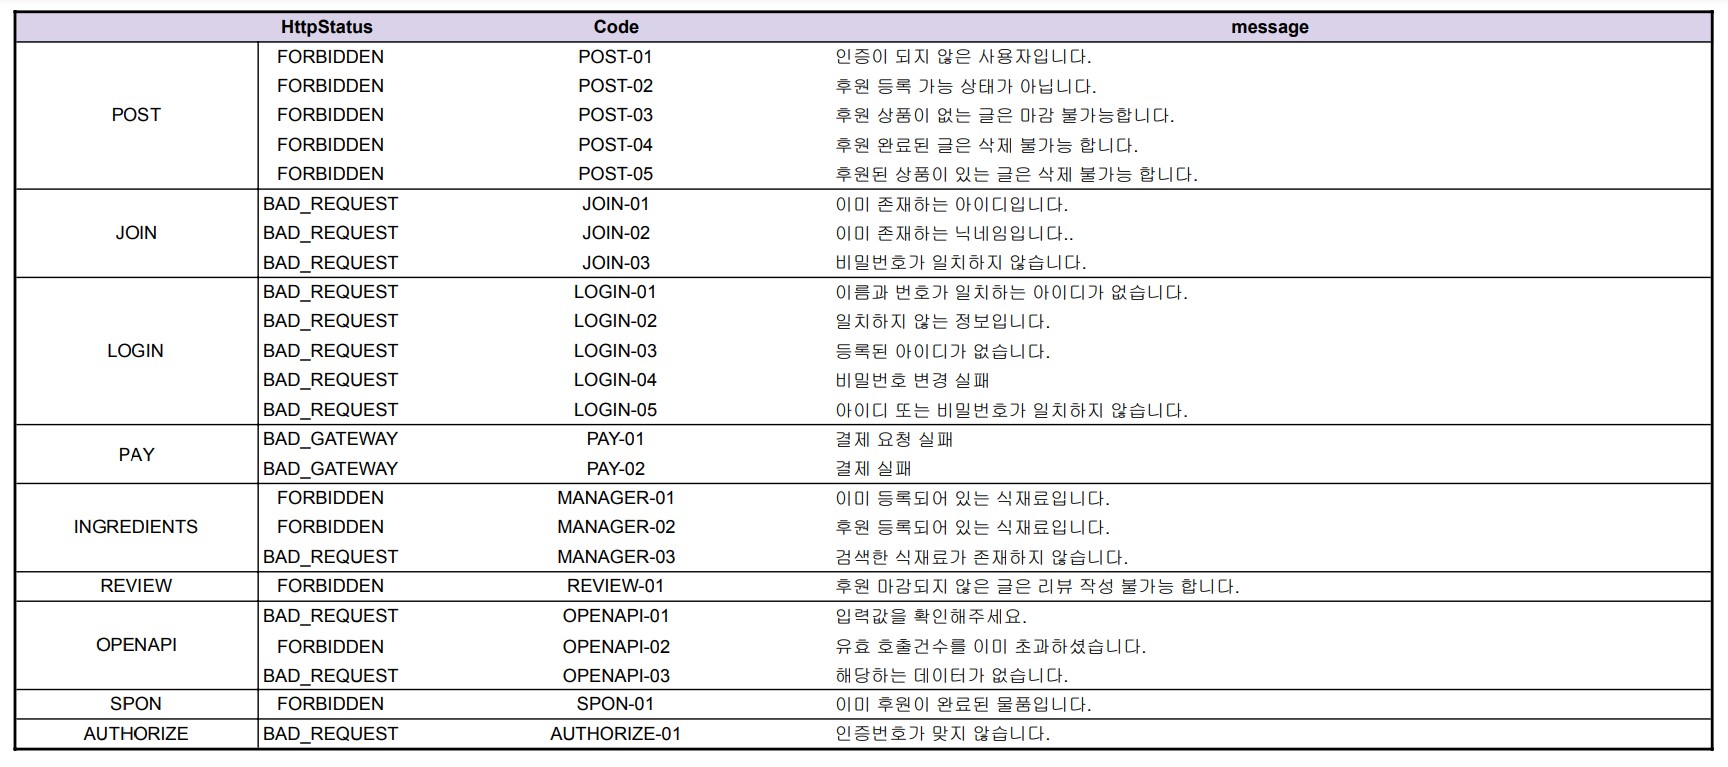 HttpStatus Code message
FORBIDDEN POST-01 인증이 되지 않은 사용자입니다.
FORBIDDEN POST-02 후원 등록 가능 상태가 아닙니다.
POST FORBIDDEN POST-03 후원 상품이 없는 글은 마감 불가능합니다.
FORBIDDEN POST-04 후원 완료된 글은 삭제 불가능 합니다.
FORBIDDEN POST-05 후원된 상품이 있는 글은 삭제 불가능 합니다.
BAD_REQUEST JOIN-01 이미 존재하는 아이디입니다.
JOIN BAD_REQUEST JOIN-02 이미 존재하는 닉네임입니다..
BAD_REQUEST JOIN-03 비밀번호가 일치하지 않습니다.
BAD_REQUEST LOGIN-01 이름과 번호가 일치하는 아이디가 없습니다.
BAD_REQUEST LOGIN-02 일치하지 않는 정보입니다.
LOGIN BAD_REQUEST LOGIN-03 등록된 아이디가 없습니다.
BAD_REQUEST LOGIN-04 비밀번호 변경 실패
BAD_REQUEST LOGIN-05 아이디 또는 비밀번호가 일치하지 않습니다.
PAY BAD_GATEWAY PAY-01 결제 요청 실패
BAD_GATEWAY PAY-02 결제 실패
FORBIDDEN MANAGER-01 이미 등록되어 있는 식재료입니다.
INGREDIENTS FORBIDDEN MANAGER-02 후원 등록되어 있는 식재료입니다.
BAD_REQUEST MANAGER-03 검색한 식재료가 존재하지 않습니다.
REVIEW FORBIDDEN REVIEW-01 후원 마감되지 않은 글은 리뷰 작성 불가능 합니다.
BAD_REQUEST OPENAPI-01 입력값을 확인해주세요.
OPENAPI FORBIDDEN OPENAPI-02 유효 호출건수를 이미 초과하셨습니다.
BAD_REQUEST OPENAPI-03 해당하는 데이터가 없습니다.
SPON FORBIDDEN SPON-01 이미 후원이 완료된 물품입니다.
AUTHORIZE BAD_REQUEST AUTHORIZE-01 인증번호가 맞지 않습니다.